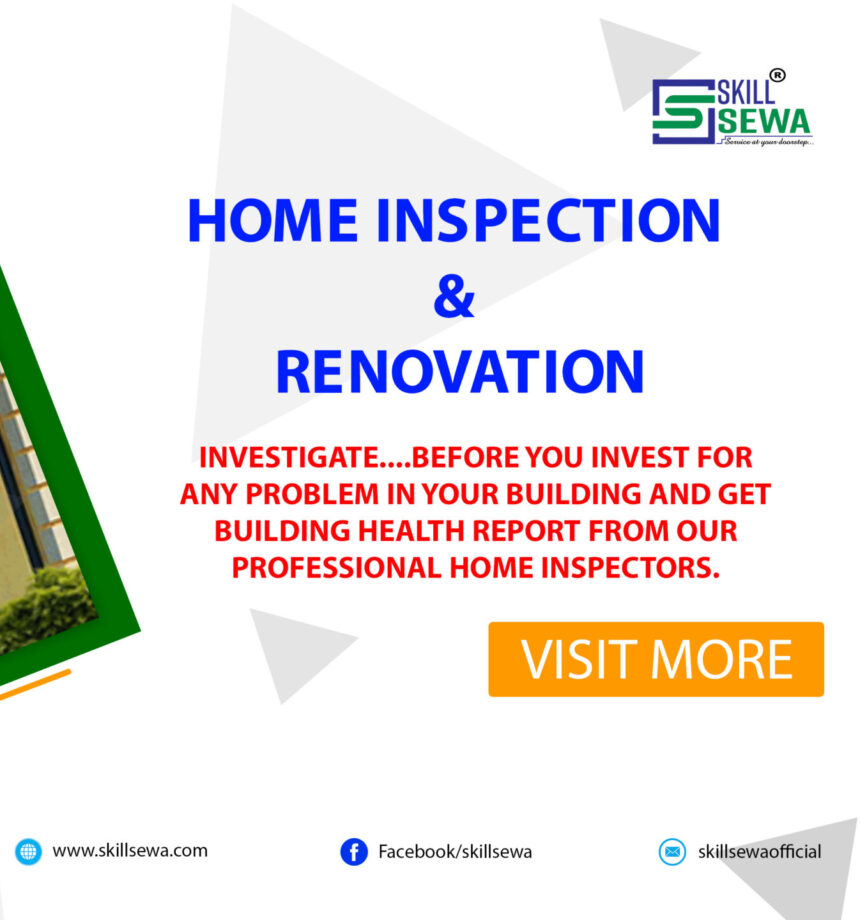 SKILL ®
SEWA
Service at your doorstep...
HOME INSPECTION
&
RENOVATION
INVESTIGATE....BEFORE YOU INVEST FOR
ANY PROBLEM IN YOUR BUILDING AND GET
BUILDING HEALTH REPORT FROM OUR
PROFESSIONAL HOME INSPECTORS.
VISIT MORE
www.skillsewa.com
Facebook/skillsewa
skillsewaofficial